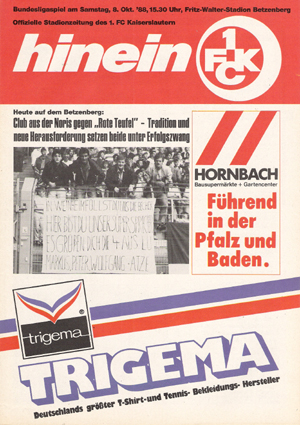 Bundesligaspiel am Samstag, 8. Okt. '88, 15.30 Uhr, Fritz-Walter-Stadion Betzenberg
Offizielle Stadionzeitung des 1. FC Kaiserslautern
hinein
1
FCK
Heute auf dem Betzenberg:
Club aus der Noris gegen „Rote Teufel" – Tradition und
neue Herausforderung setzen beide unter Erfolgszwang
HORNBACH
Bausupermärkte + Gartencenter
Führend
in der
Pfalz und
Baden.
trigema
TRIGEMA
Deutschlands größter T-Shirt- und Tennis- Bekleidungs- Hersteller